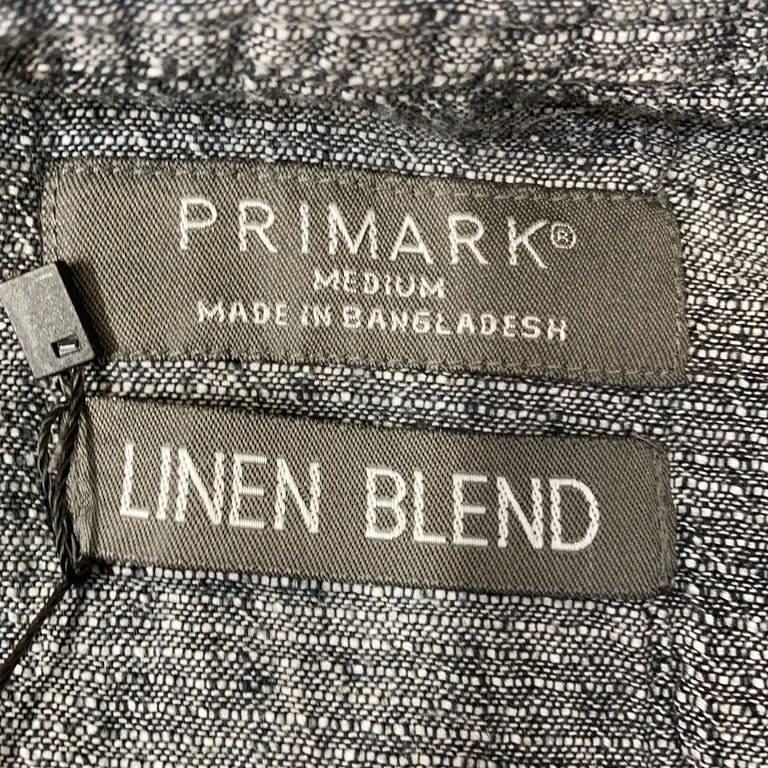 PRIMARK®
MEDIUM
MADE IN BANGLADESH
LINEN BLEND